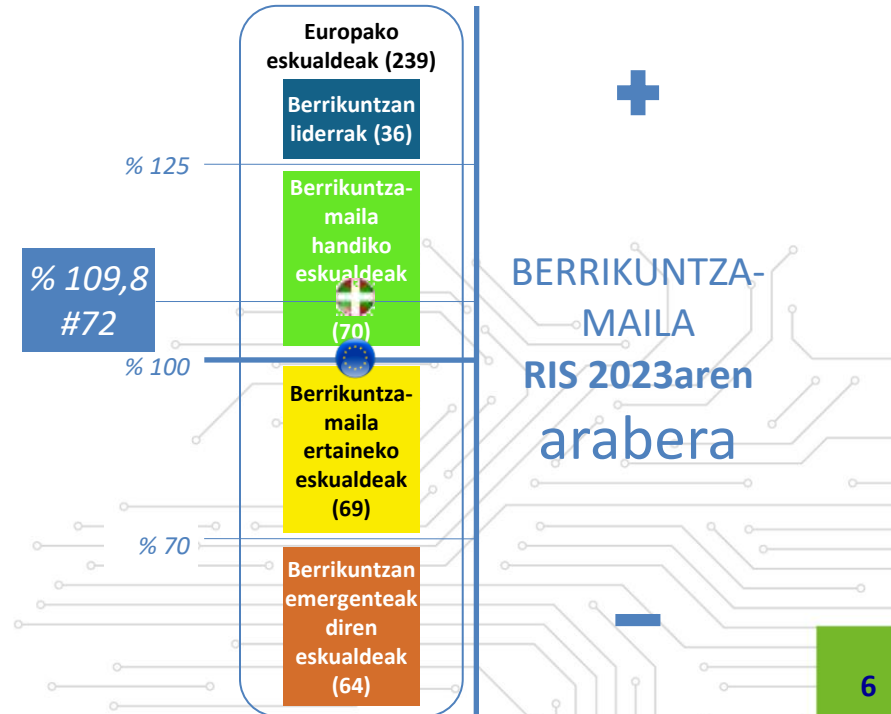 Europako
eskualdeak (239)
Berrikuntzan
liderrak (36)
% 125
Berrikuntza-
maila
handiko
eskualdeak
(70)
% 109,8
#72
% 100
Berrikuntza-
maila
ertaineko
eskualdeak
(69)
% 70
Berrikuntzan
emergenteak
diren
eskualdeak
(64)
BERRIKUNTZA-
MAILA
RIS 2023aren
arabera
6